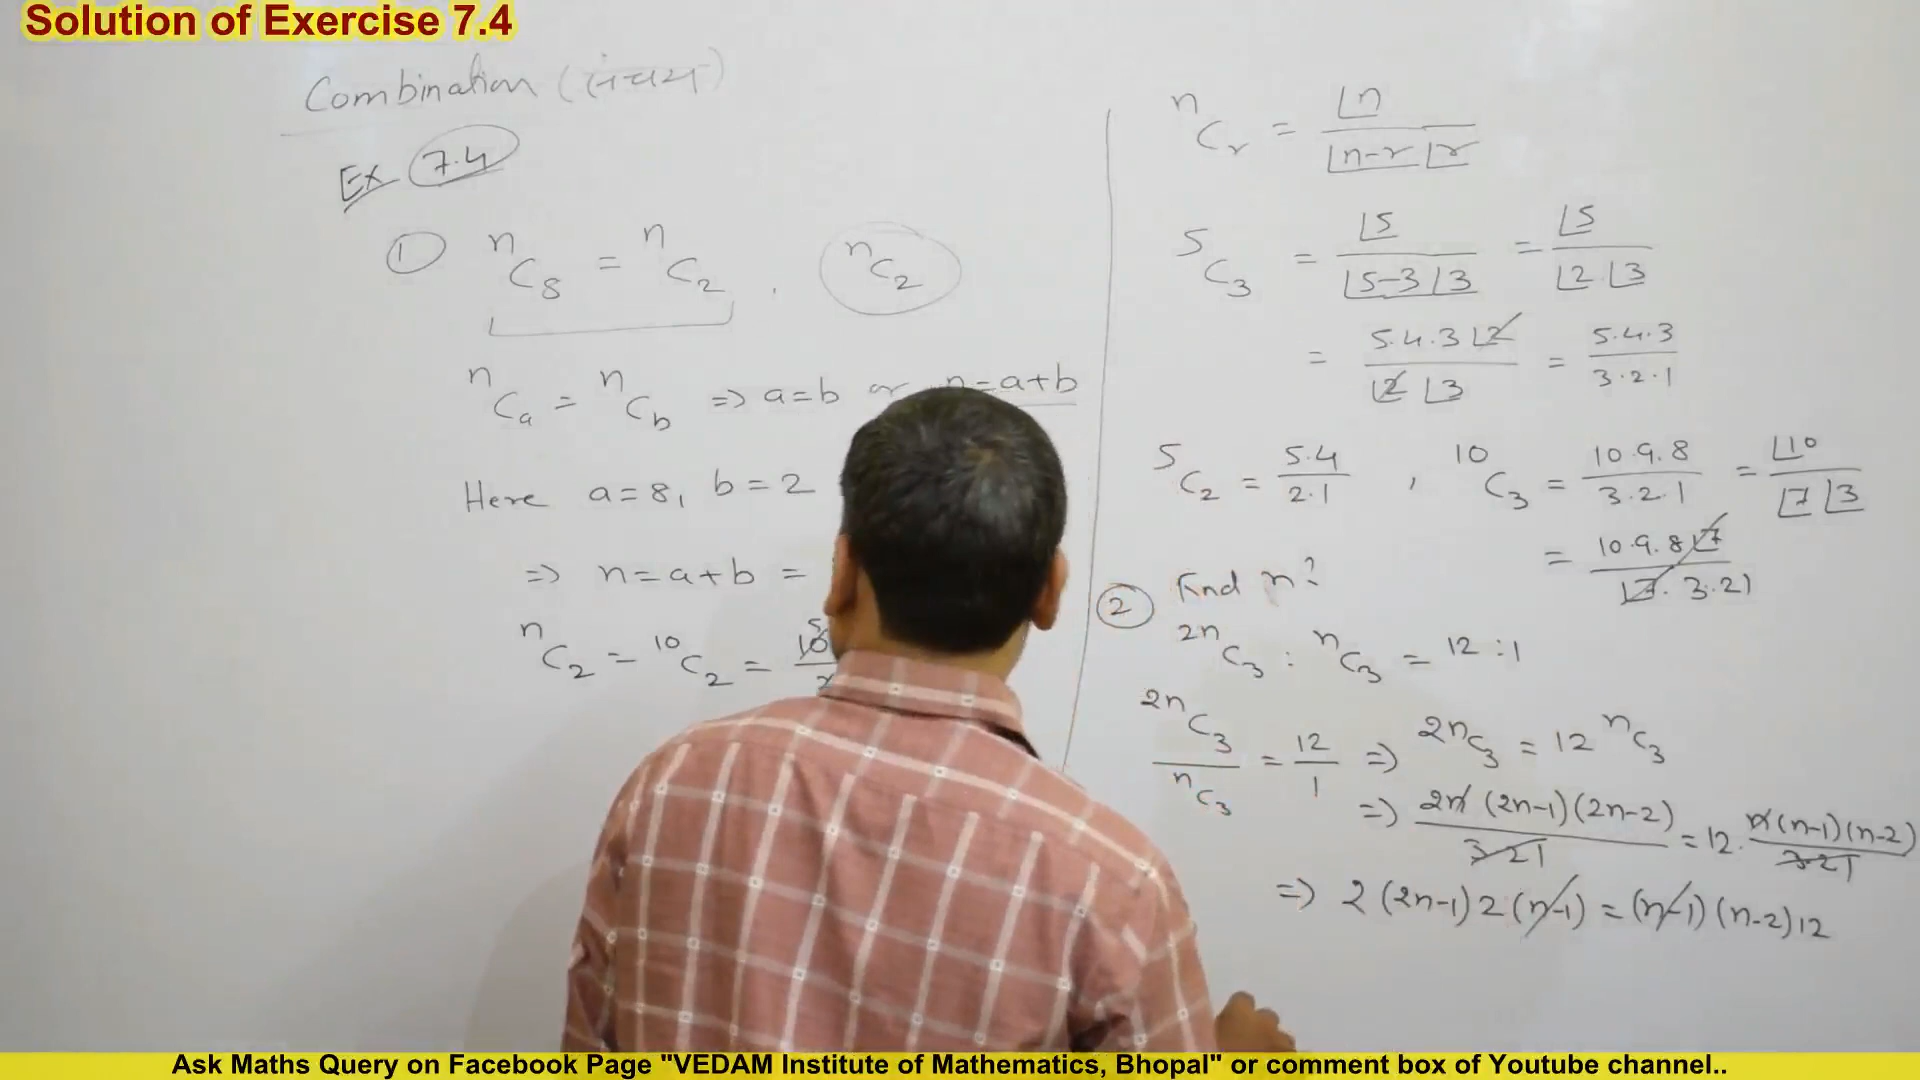 Solution of Exercise 7.4
Combination (संचय)
Ex 7.4
① ⁿC₈ = ⁿC₂ , ⁿC₂
ⁿCₐ = ⁿC_b => a=b or n=a+b
Here a=8, b=2
=> n=a+b =
ⁿC₂ = ¹⁰C₂ =
ⁿCᵣ = ⌊n / ⌊n-r ⌊r
⁵C₃ = ⌊5 / ⌊5-3 ⌊3 = ⌊5 / ⌊2 . ⌊3
= 5.4.3 ⌊2 / ⌊2 ⌊3 = 5.4.3 / 3.2.1
⁵C₂ = 5.4 / 2.1 , ¹⁰C₃ = 10.9.8 / 3.2.1 = ⌊10 / ⌊7 ⌊3
= 10.9.8 ⌊7 / ⌊7. 3.21
② Find n?
²ⁿC₃ : ⁿC₃ = 12 : 1
²ⁿC₃ / ⁿC₃ = 12 / 1 => ²ⁿC₃ = 12 ⁿC₃
=> 2n (2n-1)(2n-2) / 3 2 1 = 12. n(n-1)(n-2) / 3 2 1
=> 2 (2n-1) 2 (n-1) = (n-1) (n-2) 12
Ask Maths Query on Facebook Page "VEDAM Institute of Mathematics, Bhopal" or comment box of Youtube channel..